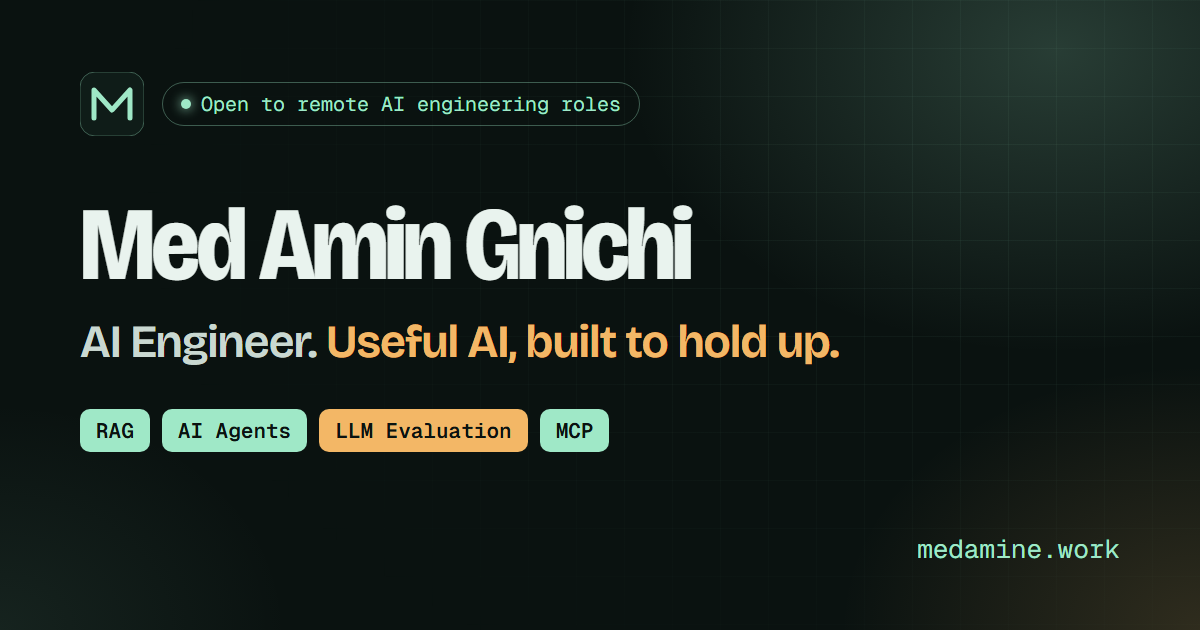 M
Open to remote AI engineering roles
Med Amin Gnichi
AI Engineer. Useful AI, built to hold up.
RAG AI Agents LLM Evaluation MCP
medamine.work